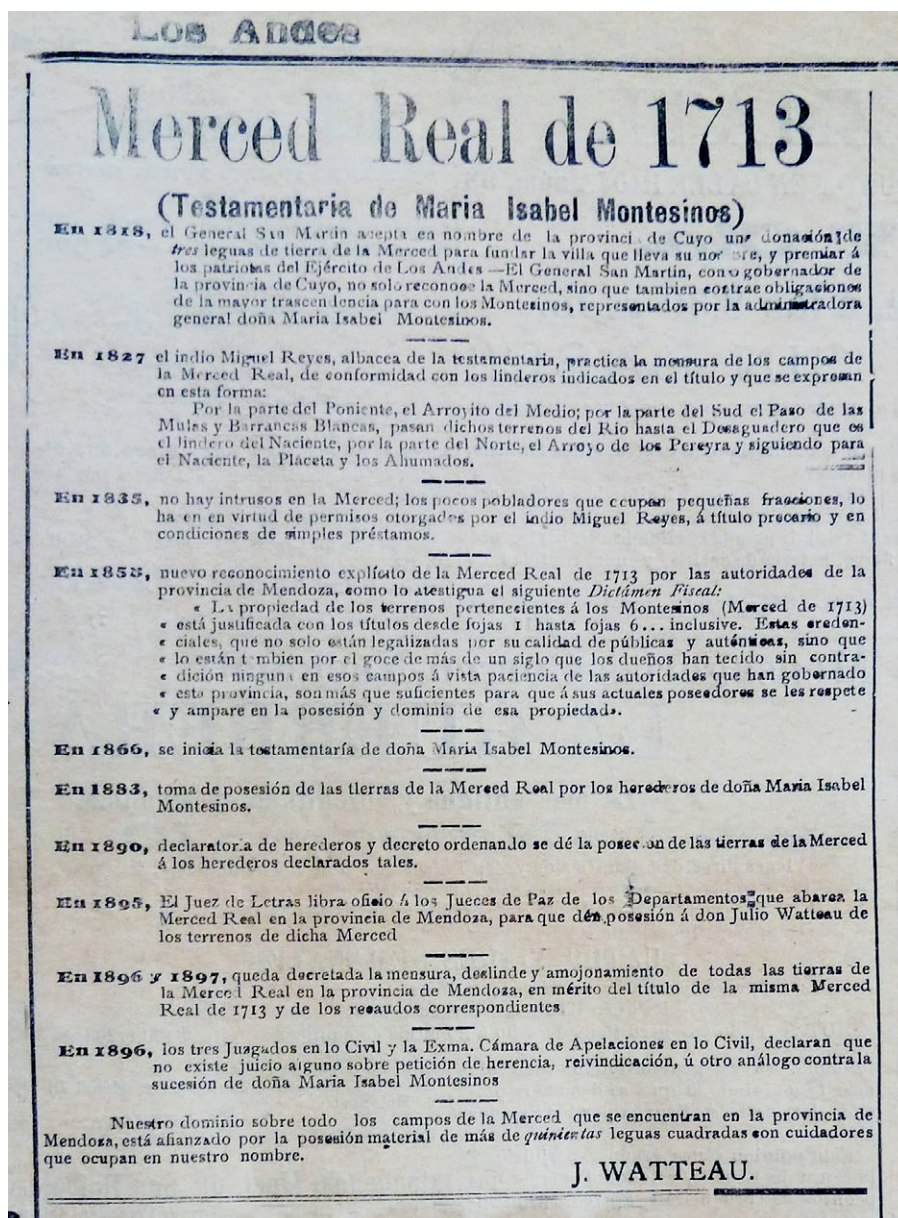 Los Andes
Merced Real de 1713
(Testamentaria de Maria Isabel Montesinos)
En 1818, el General San Martin acepta en nombre de la provinci de Cuyo una donación de
tres leguas de tierra de la Merced para fundar la villa que lleva su nor re, y premiar á
los patriotas del Ejército de Los Andes —El General San Martin, como gobernador de
la provincia de Cuyo, no solo reconose la Merced, sino que tambien contrae obligaciones
de la mayor trascen lencia para con los Montesinos, representados por la administradora
general doña Maria Isabel Montesinos.
En 1827 el indio Miguel Reyes, albacea de la testamentaria, practica la mensura de los campos de
la Merced Real, de conformidad con los linderos indicados en el título y que se expresan
en esta forma:
Por la parte del Poniente, el Arroyito del Medio; por la parte del Sud el Paso de las
Mulas y Barrancas Blancas, pasan dichos terrenos del Rio hasta el Desaguadero que es
el lindero del Naciente, por la parte del Norte, el Arroyo de los Pereyra y siguiendo para
el Naciente, la Placeta y los Ahumados.
En 1835, no hay intrusos en la Merced; los pocos pobladores que ocupan pequeñas fracciones, lo
ha en en virtud de permisos otorgados por el indio Miguel Reyes, á título precario y en
condiciones de simples préstamos.
En 1858, nuevo reconocimiento explícito de la Merced Real de 1713 por las autoridades de la
provincia de Mendoza, como lo atestigua el siguiente Dictámen Fiscal:
« La propiedad de los terrenos pertenecientes á los Montesinos (Merced de 1713)
« está justificada con los titulos desde fojas 1 hasta fojas 6... inclusive. Estas creden-
« ciales, que no solo están legalizadas por su calidad de públicas y auténticas, sino que
« lo están t mbien por el goce de más de un siglo que los dueños han tecido sin contra-
« dición ninguna en esos campos á vista paciencia de las autoridades que han gobernado
« esta provincia, son más que suficientes para que á sus actuales poseedores se les respete
« y ampare en la posesión y dominio de esa propiedad».
En 1866, se inicia la testamentaría de doña Maria Isabel Montesinos.
En 1883, toma de posesión de las tierras de la Merced Real por los herederos de doña Maria Isabel
Montesinos.
En 1890, declarator.a de herederos y decreto ordenando se dé la posec.on de las tierras de la Merced
á los herederos declarados tales.
En 1895, El Juez de Letras libra oficio á los Jueces de Paz de los Departamentos que abarca la
Merced Real en la provincia de Mendoza, para que dén posesión á don Julio Watteau de
los terrenos de dicha Merced
En 1896 y 1897, queda decretada la mensura, deslinde y amojonamiento de todas las tierras de
la Merced Real en la provincia de Mendoza, en mérito del título de la misma Merced
Real de 1713 y de los recaudos correspondientes
En 1896, los tres Juzgados en lo Civil y la Exma. Cámara de Apelaciones en lo Civil, declaran que
no existe juicio alguno sobre petición de herencia, reivindicación, ú otro análogo contra la
sucesión de doña Maria Isabel Montesinos
Nuestro dominio sobre todo los campos de la Merced que se encuentran en la provincia de
Mendoza, está afianzado por la posesión material de más de quinientas leguas cuadradas con cuidadores
que ocupan en nuestro nombre.
J. WATTEAU.